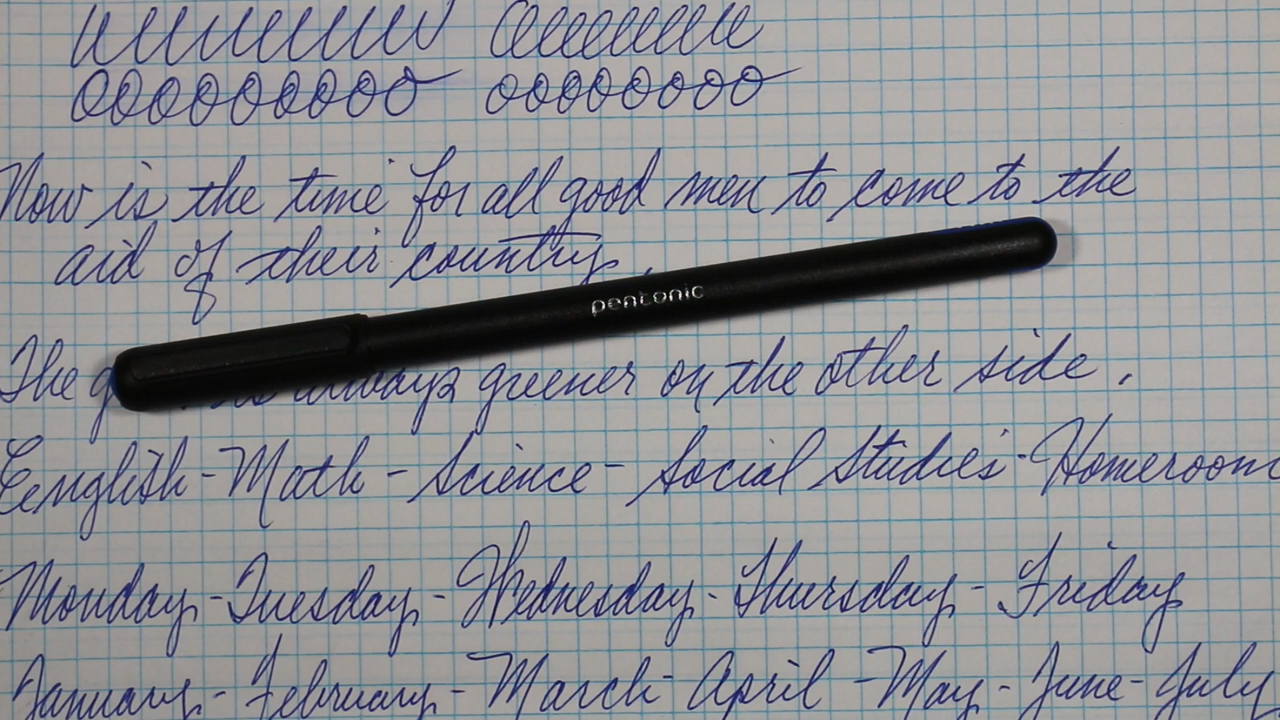 Now is the time for all good men to come to the
aid of their country.
pentonic
The always greener on the other side.
English - Math - Science - Social Studies - Homeroom
Monday - Tuesday - Wednesday - Thursday - Friday
January - February - March - April - May - June - July